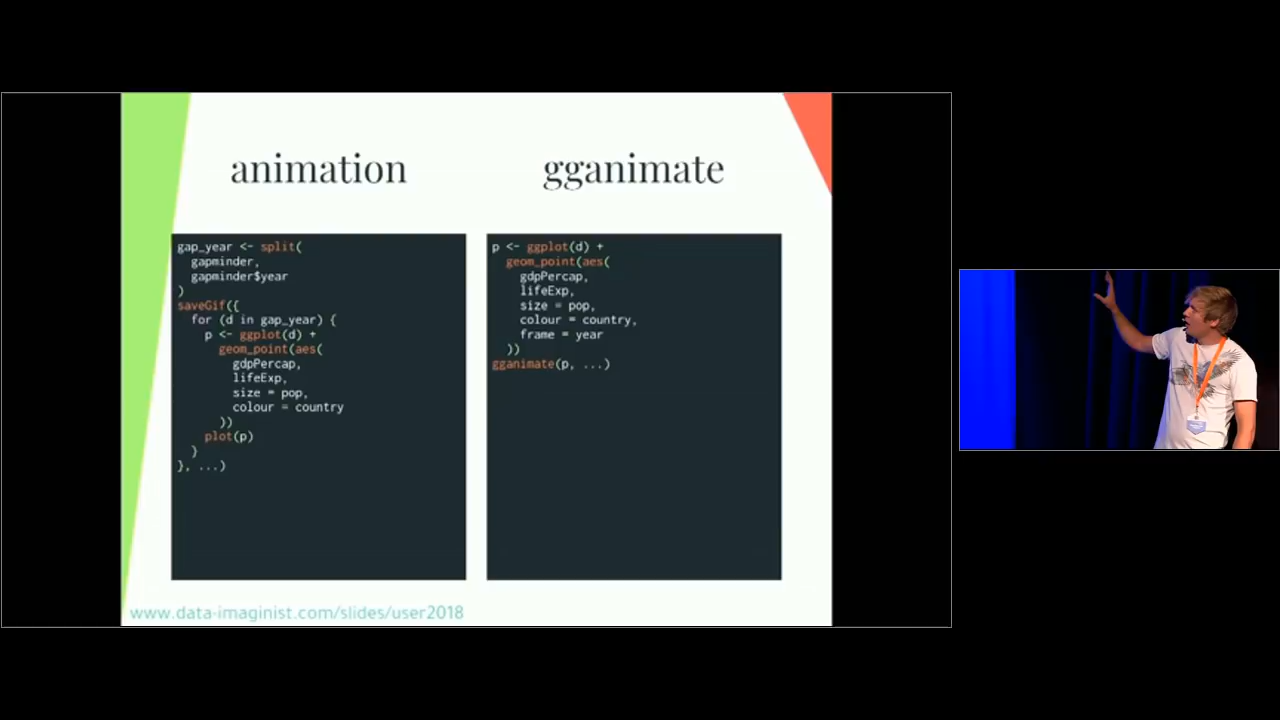 animation
gap_year <- split(
  gapminder,
  gapminder$year
)
saveGif({
  for (d in gap_year) {
    p <- ggplot(d) +
      geom_point(aes(
        gdpPercap,
        lifeExp,
        size = pop,
        colour = country
      ))
    plot(p)
  }
}, ...)
gganimate
p <- ggplot(d) +
  geom_point(aes(
    gdpPercap,
    lifeExp,
    size = pop,
    colour = country,
    frame = year
  ))
gganimate(p, ...)
www.data-imaginist.com/slides/user2018